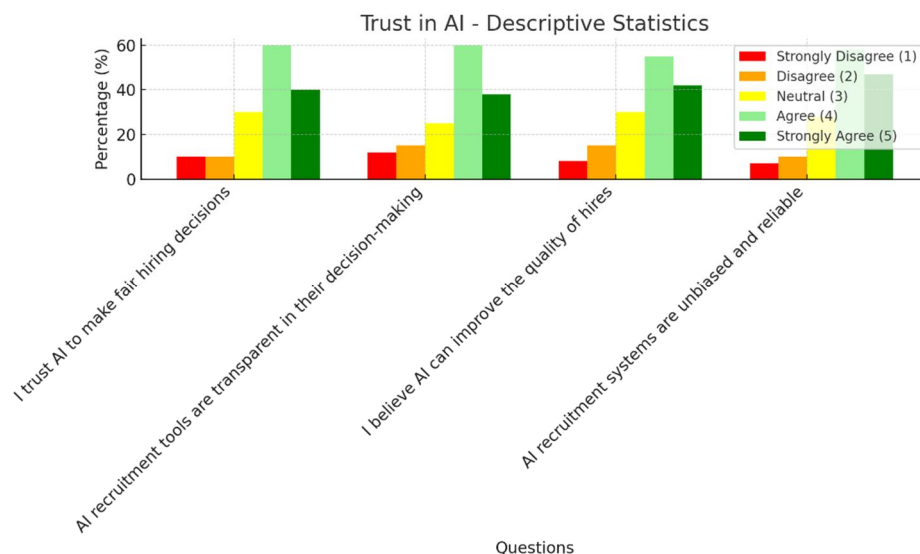 Trust in AI - Descriptive Statistics
Percentage (%)
60
40
20
0
Strongly Disagree (1)
Disagree (2)
Neutral (3)
Agree (4)
Strongly Agree (5)
I trust AI to make fair hiring decisions
AI recruitment tools are transparent in their decision-making
I believe AI can improve the quality of hires
AI recruitment systems are unbiased and reliable
Questions